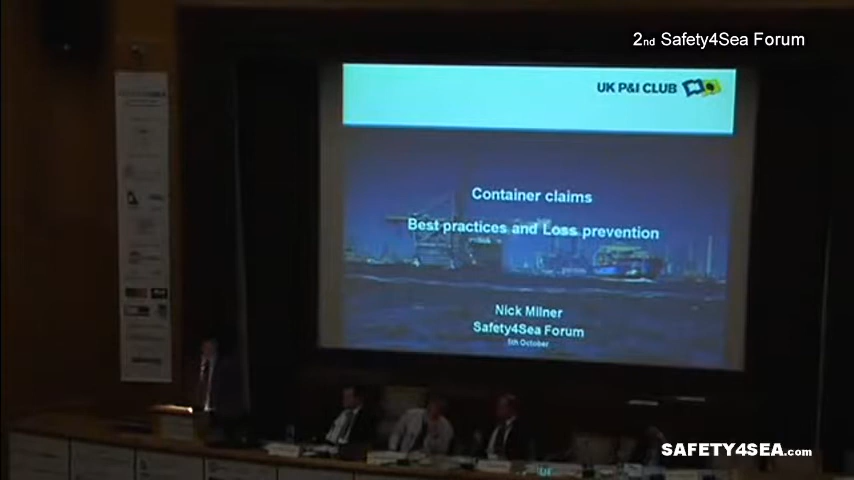 2nd Safety4Sea Forum
UK P&I CLUB
Container claims
Best practices and Loss prevention
Nick Milner
Safety4Sea Forum
5th October
SAFETY4SEA.com